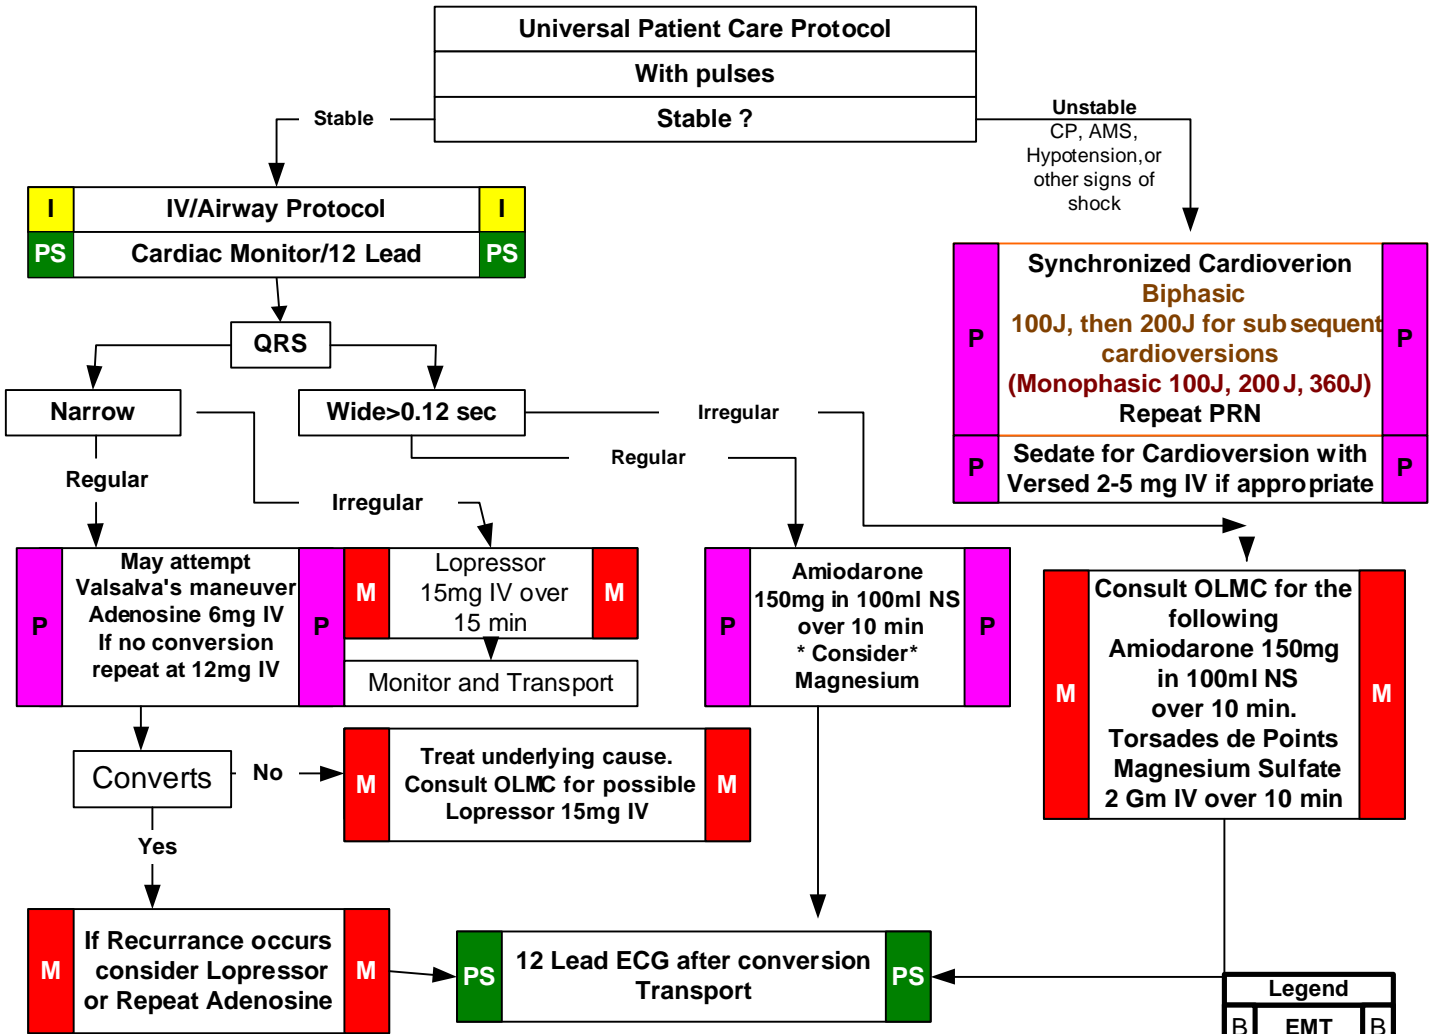 Universal Patient Care Protocol
With pulses
Stable ?
Stable
Unstable
CP, AMS,
Hypotension,or
other signs of
shock
I IV/Airway Protocol I
PS Cardiac Monitor/12 Lead PS
P Synchronized Cardioverion P
Biphasic
100J, then 200J for subsequent
cardioversions
(Monophasic 100J, 200J, 360J)
Repeat PRN
P Sedate for Cardioversion with P
Versed 2-5 mg IV if appropriate
QRS
Narrow
Wide>0.12 sec
Irregular
Regular
Regular
Irregular
P May attempt P
Valsalva's maneuver
Adenosine 6mg IV
If no conversion
repeat at 12mg IV
M Lopressor M
15mg IV over
15 min
Monitor and Transport
P Amiodarone P
150mg in 100ml NS
over 10 min
* Consider*
Magnesium
M Consult OLMC for the M
following
Amiodarone 150mg
in 100ml NS
over 10 min.
Torsades de Points
Magnesium Sulfate
2 Gm IV over 10 min
Converts
No
M Treat underlying cause. M
Consult OLMC for possible
Lopressor 15mg IV
Yes
M If Recurrance occurs M
consider Lopressor
or Repeat Adenosine
PS 12 Lead ECG after conversion PS
Transport
Legend
B EMT B